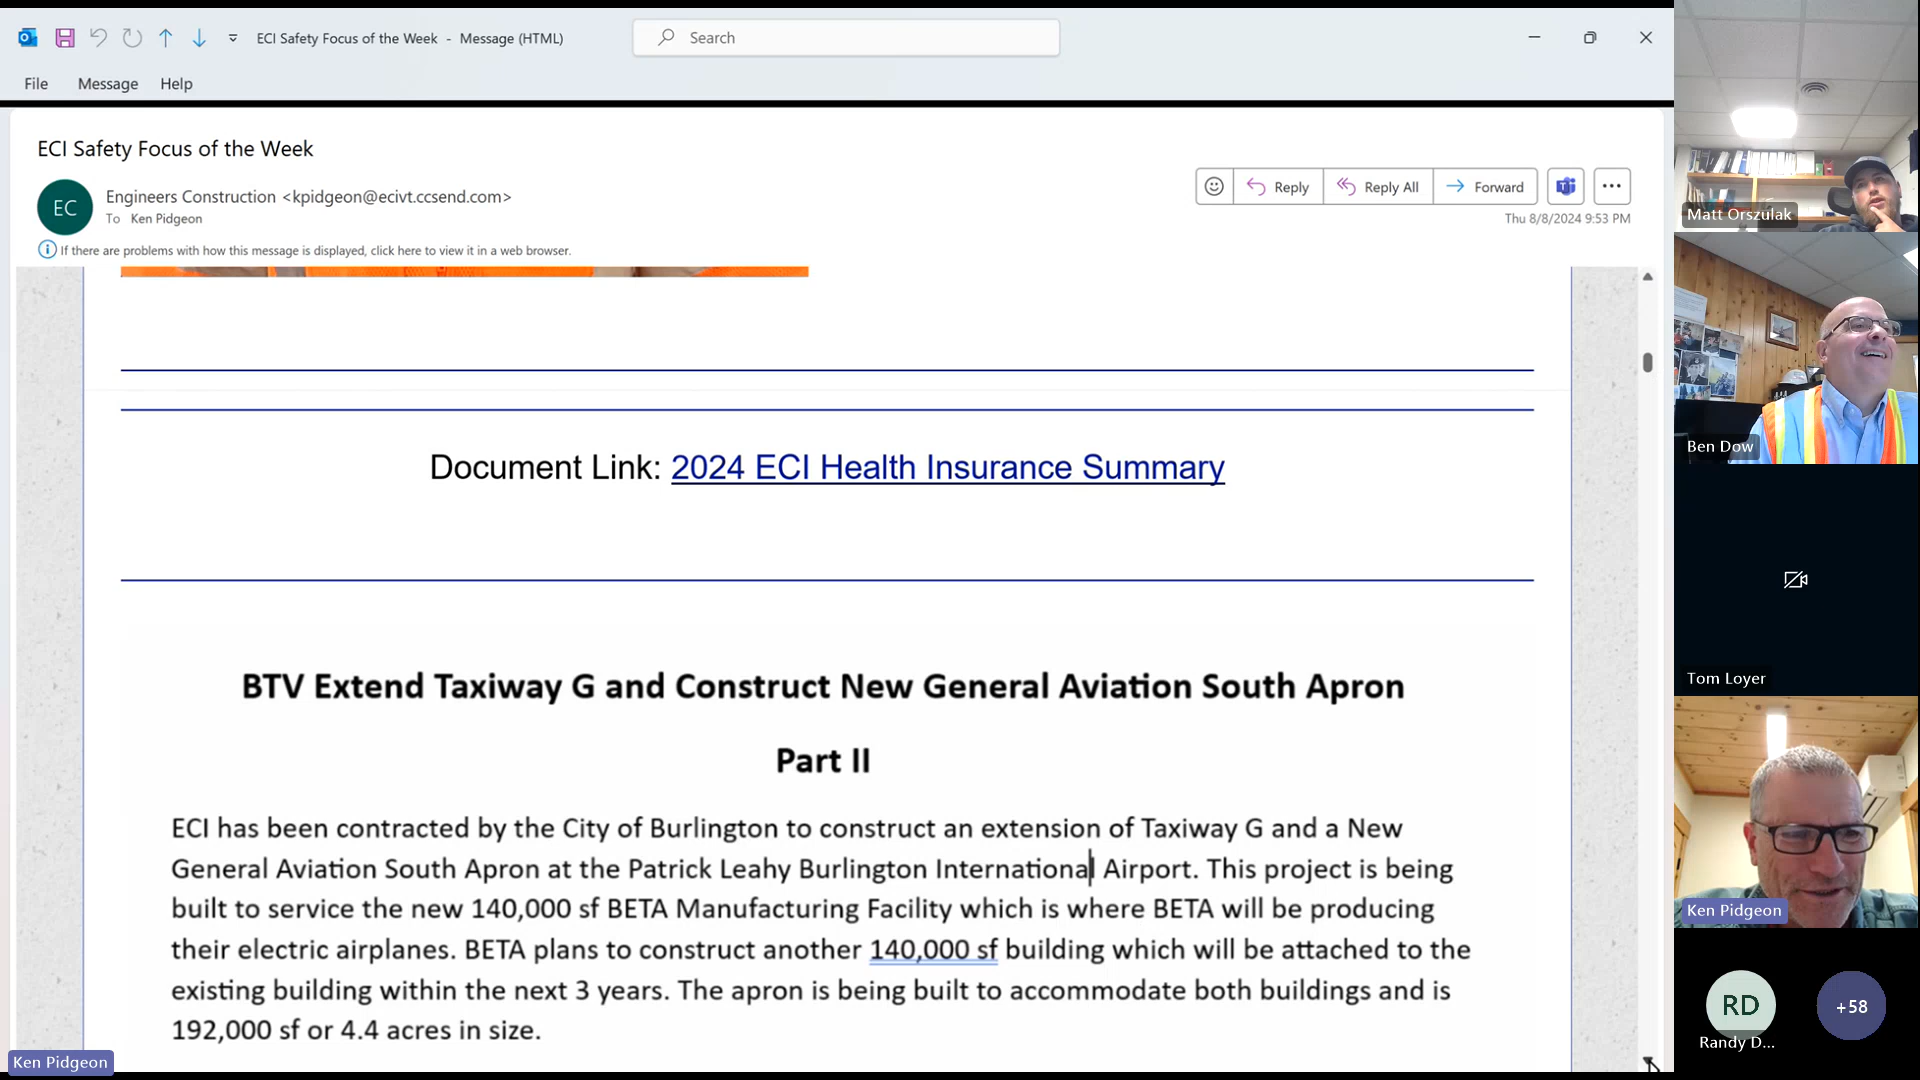 ECI Safety Focus of the Week - Message (HTML)
Search
File Message Help
ECI Safety Focus of the Week
EC
Engineers Construction <kpidgeon@ecivt.ccsend.com>
To Ken Pidgeon
Reply
Reply All
Forward
Thu 8/8/2024 9:53 PM
If there are problems with how this message is displayed, click here to view it in a web browser.
Document Link: 2024 ECI Health Insurance Summary
BTV Extend Taxiway G and Construct New General Aviation South Apron
Part II
ECI has been contracted by the City of Burlington to construct an extension of Taxiway G and a New
General Aviation South Apron at the Patrick Leahy Burlington International Airport. This project is being
built to service the new 140,000 sf BETA Manufacturing Facility which is where BETA will be producing
their electric airplanes. BETA plans to construct another 140,000 sf building which will be attached to the
existing building within the next 3 years. The apron is being built to accommodate both buildings and is
192,000 sf or 4.4 acres in size.
Ken Pidgeon
Matt Orszulak
Ben Dow
Tom Loyer
Ken Pidgeon
RD
Randy D...
+58